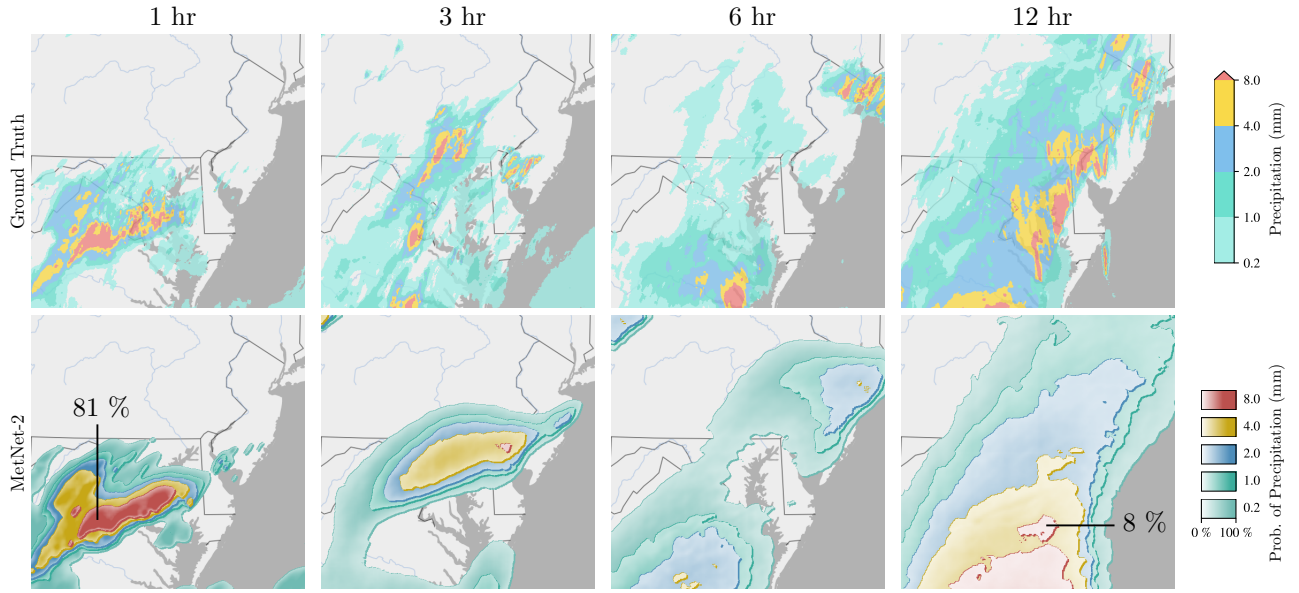 1 hr
3 hr
6 hr
12 hr
Ground Truth
8.0
4.0
2.0
1.0
0.2
Precipitation (mm)
MetNet-2
81 %
8 %
8.0
4.0
2.0
1.0
0.2
0 % 100 %
Prob. of Precipitation (mm)